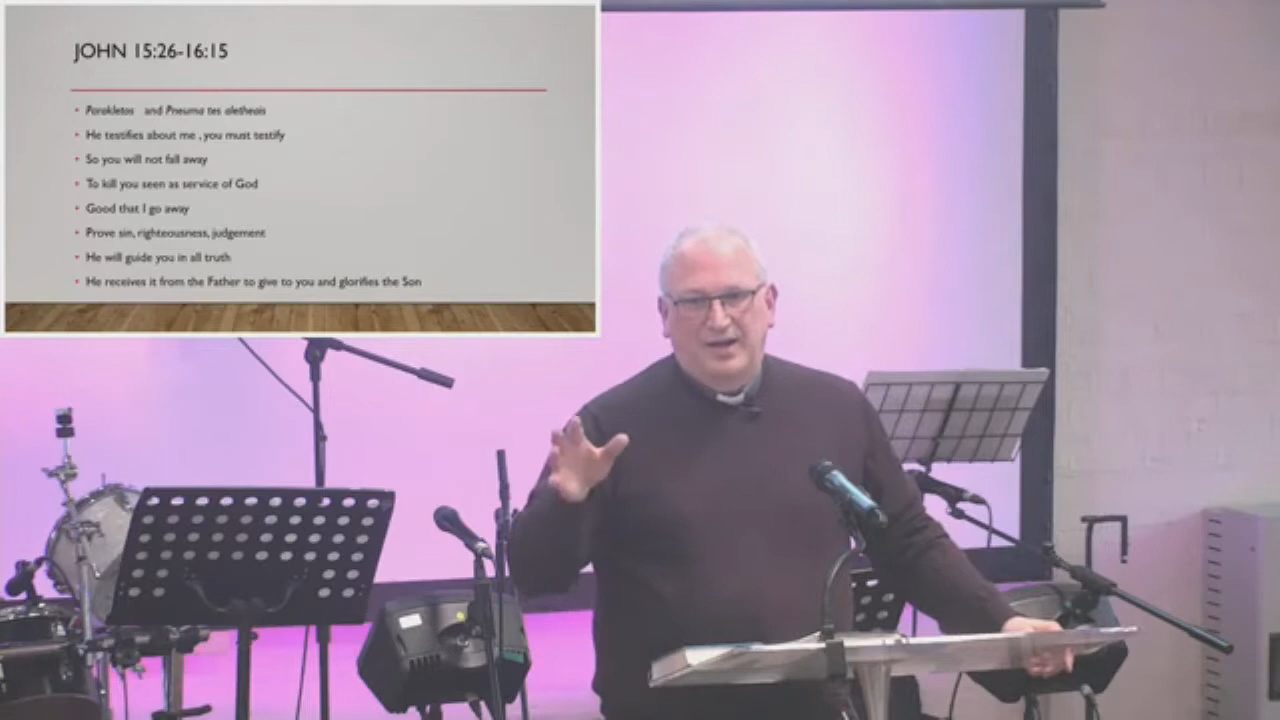 JOHN 15:26-16:15
• Parakletos and Pneuma tes aletheais
• He testifies about me , you must testify
• So you will not fall away
• To kill you seen as service of God
• Good that I go away
• Prove sin, righteousness, judgement
• He will guide you in all truth
• He receives it from the Father to give to you and glorifies the Son